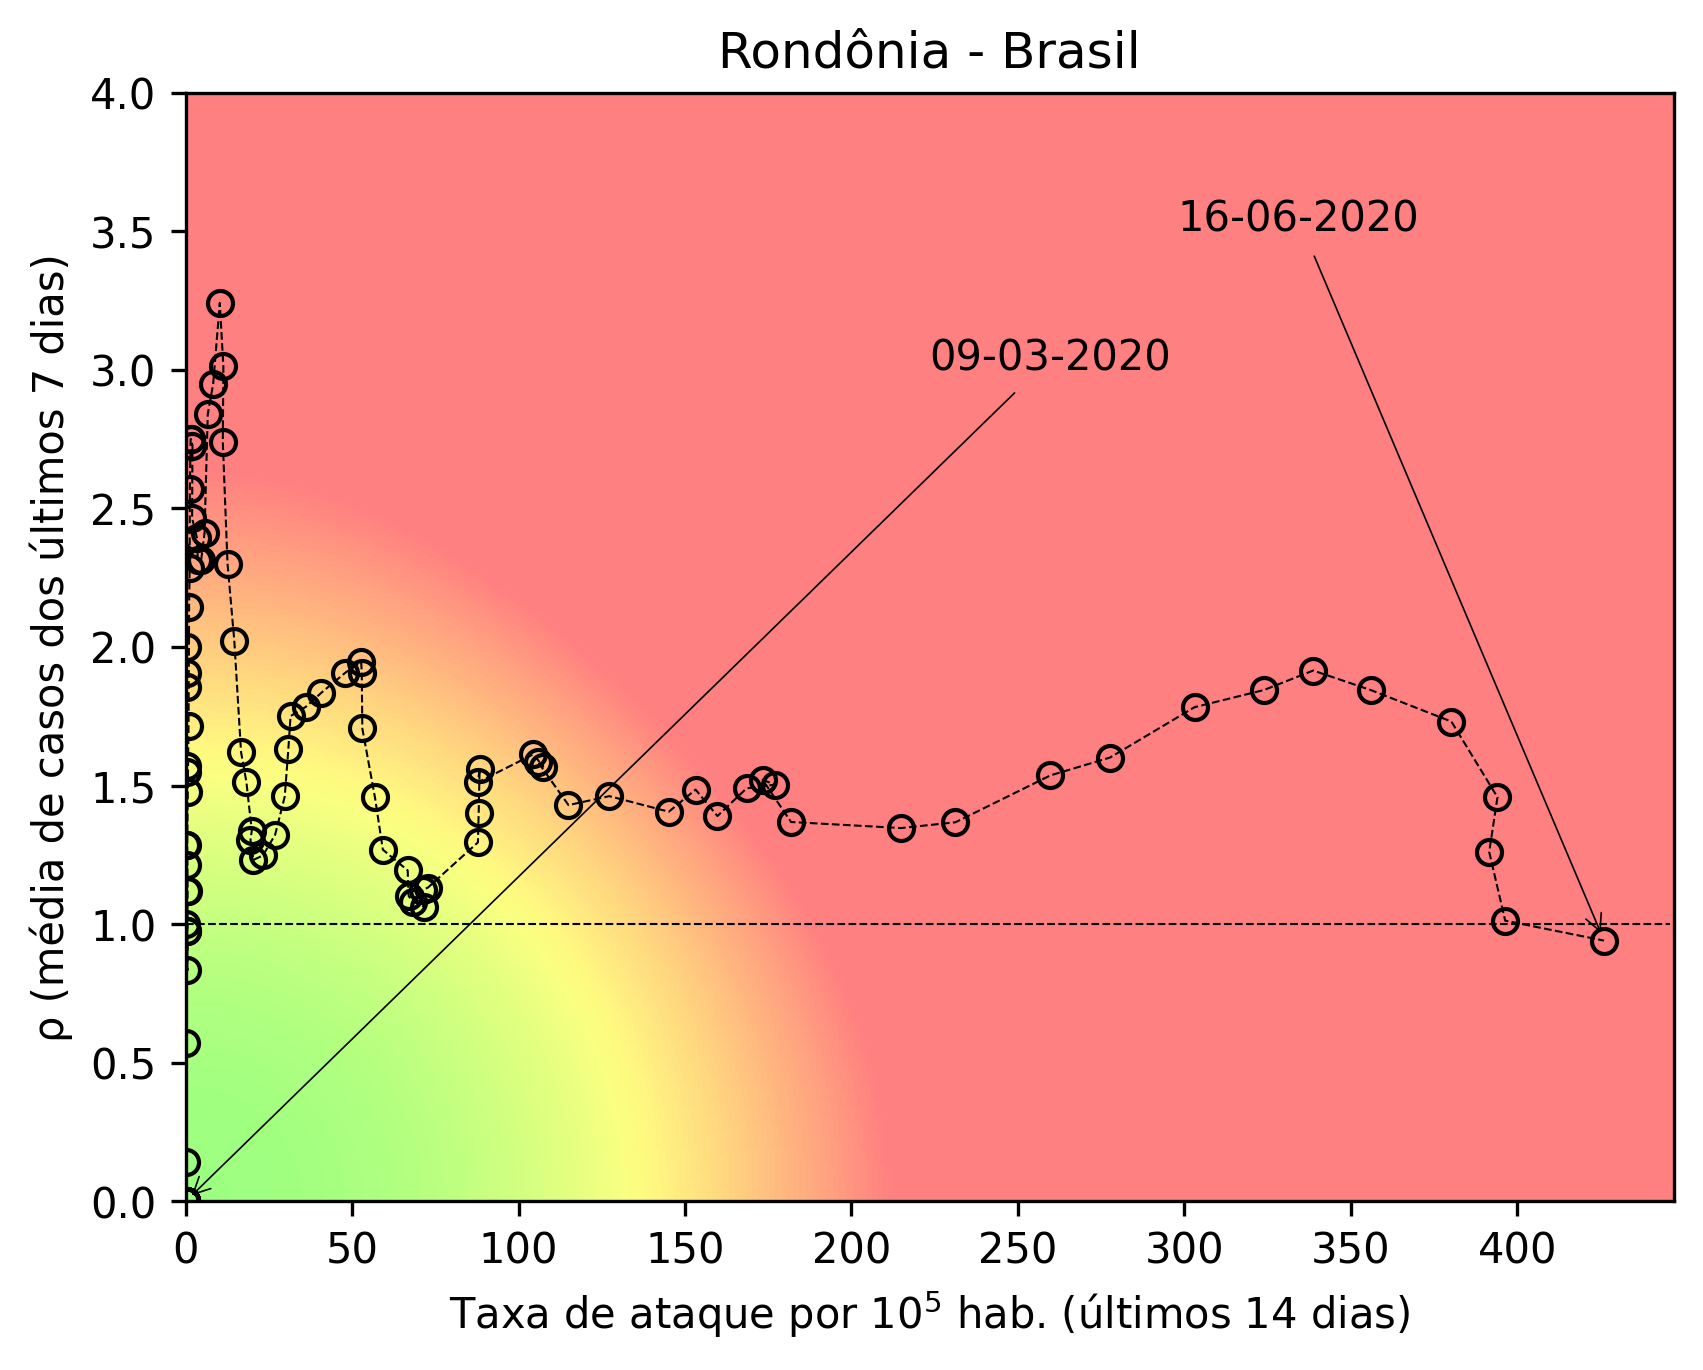 Rondônia - Brasil
4.0
3.5
3.0
2.5
2.0
1.5
1.0
0.5
0.0
ρ (média de casos dos últimos 7 dias)
16-06-2020
09-03-2020
0 50 100 150 200 250 300 350 400
Taxa de ataque por 10⁵ hab. (últimos 14 dias)